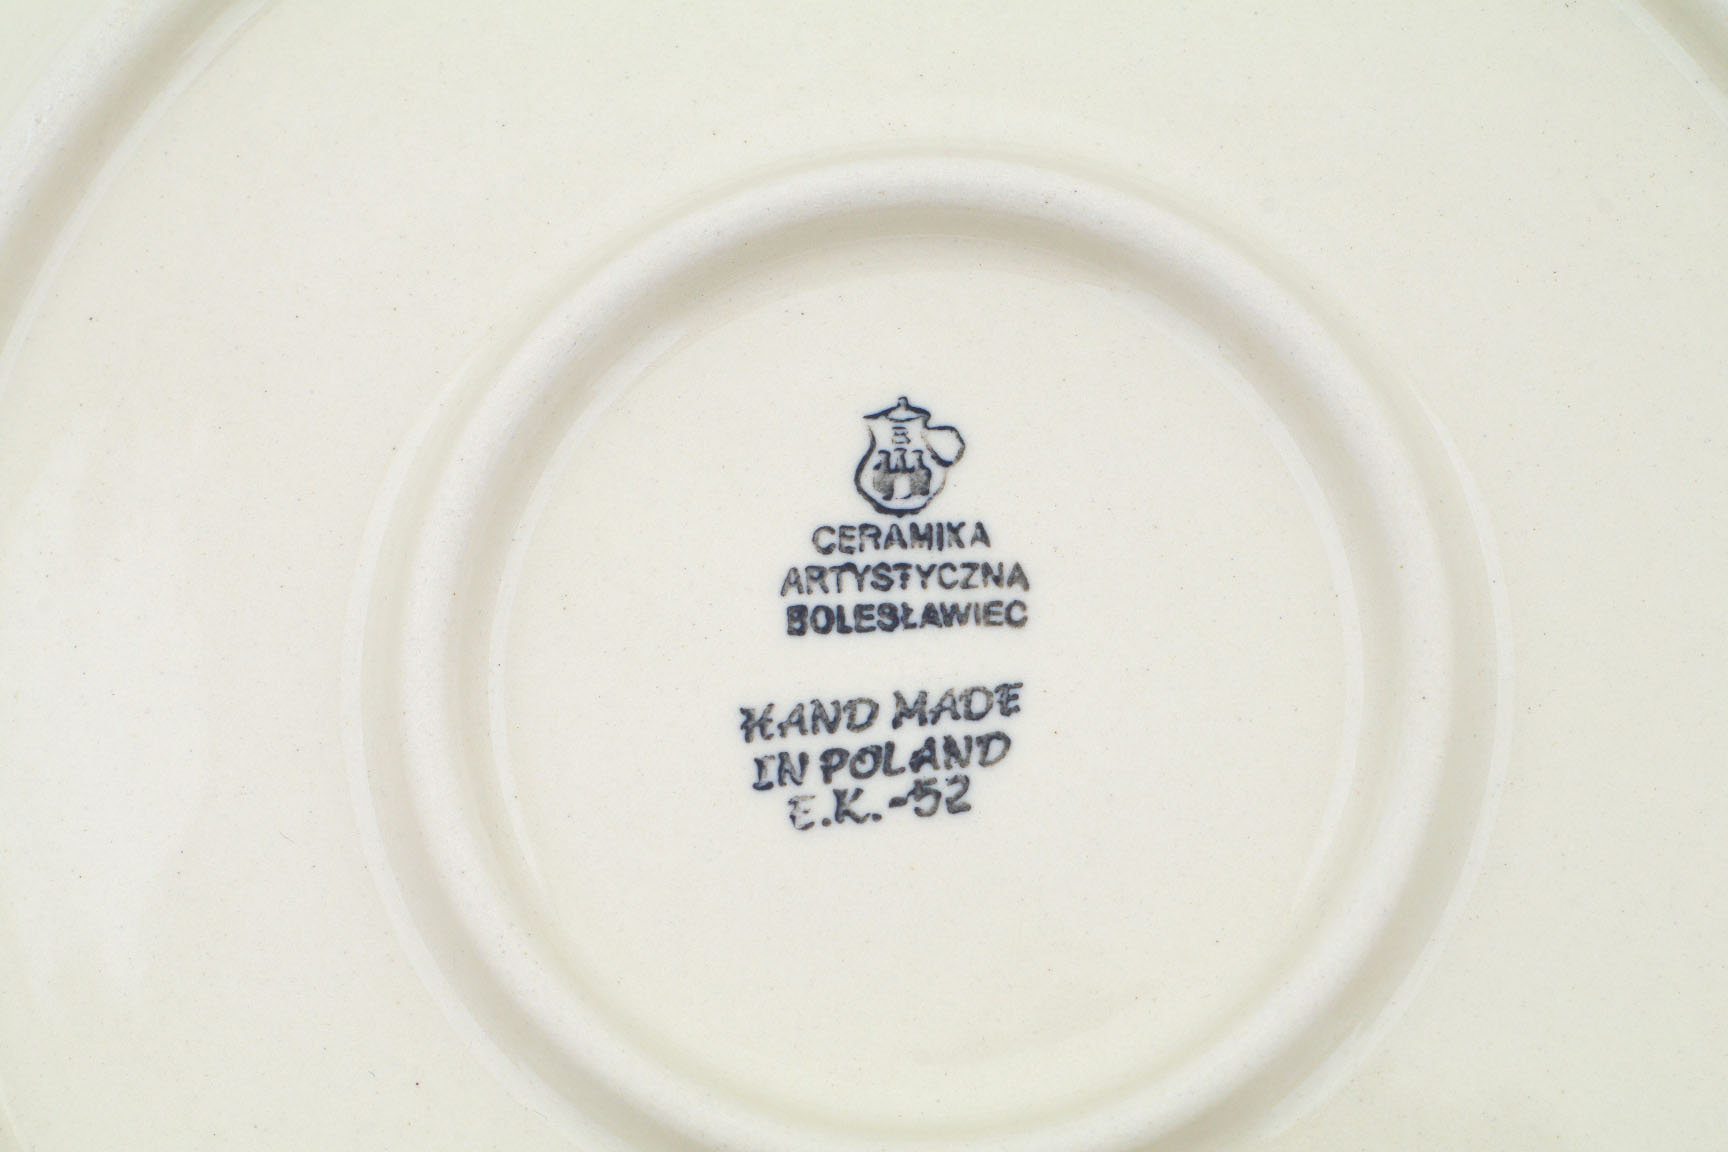 B
CERAMIKA
ARTYSTYCZNA
BOLESŁAWIEC
HAND MADE
IN POLAND
E.K.-52